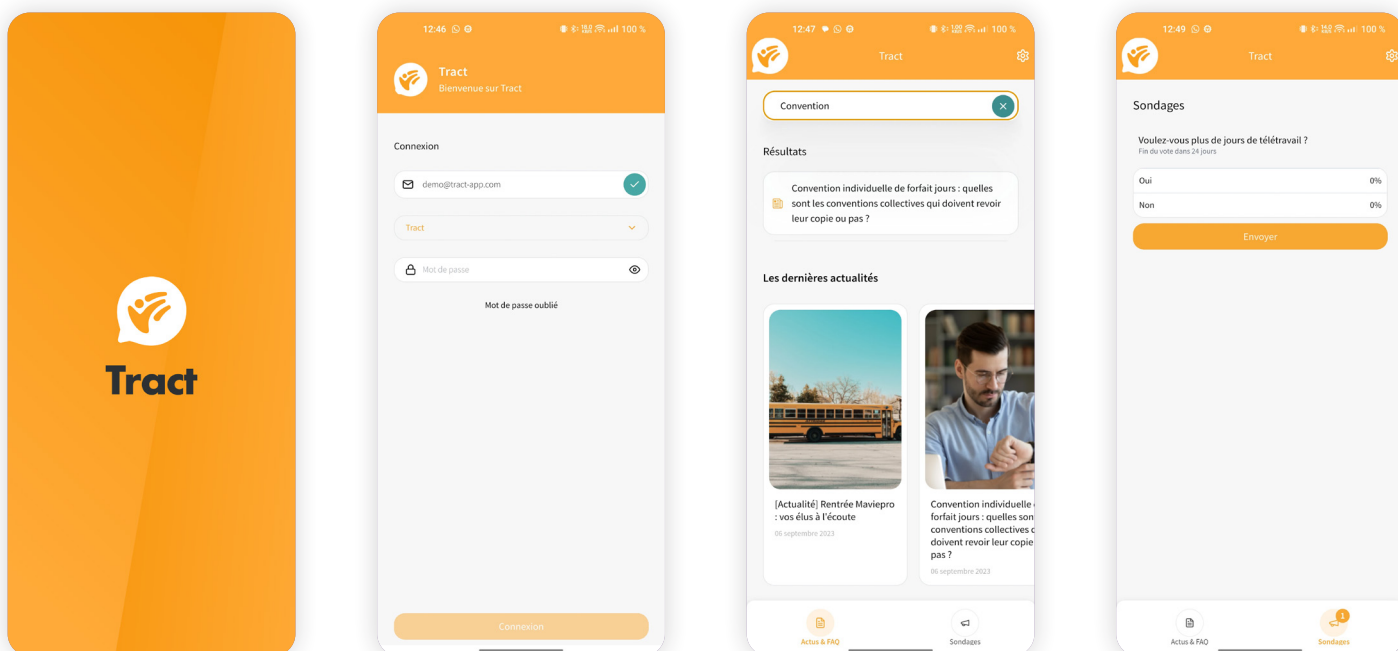 Tract
12:46
100 %
Tract
Bienvenue sur Tract
Connexion
demo@tract-app.com
Tract
Mot de passe
Mot de passe oublié
Connexion
12:47
100 %
Tract
Convention
Résultats
Convention individuelle de forfait jours : quelles
sont les conventions collectives qui doivent revoir
leur copie ou pas ?
Les dernières actualités
[Actualité] Rentrée Maviepro
: vos élus à l'écoute
06 septembre 2023
Convention individuelle
forfait jours : quelles son
conventions collectives
doivent revoir leur copie
pas ?
06 septembre 2023
Actus & FAQ
Sondages
12:49
100 %
Tract
Sondages
Voulez-vous plus de jours de télétravail ?
Fin du vote dans 24 jours
Oui
0%
Non
0%
Envoyer
1
Actus & FAQ
Sondages